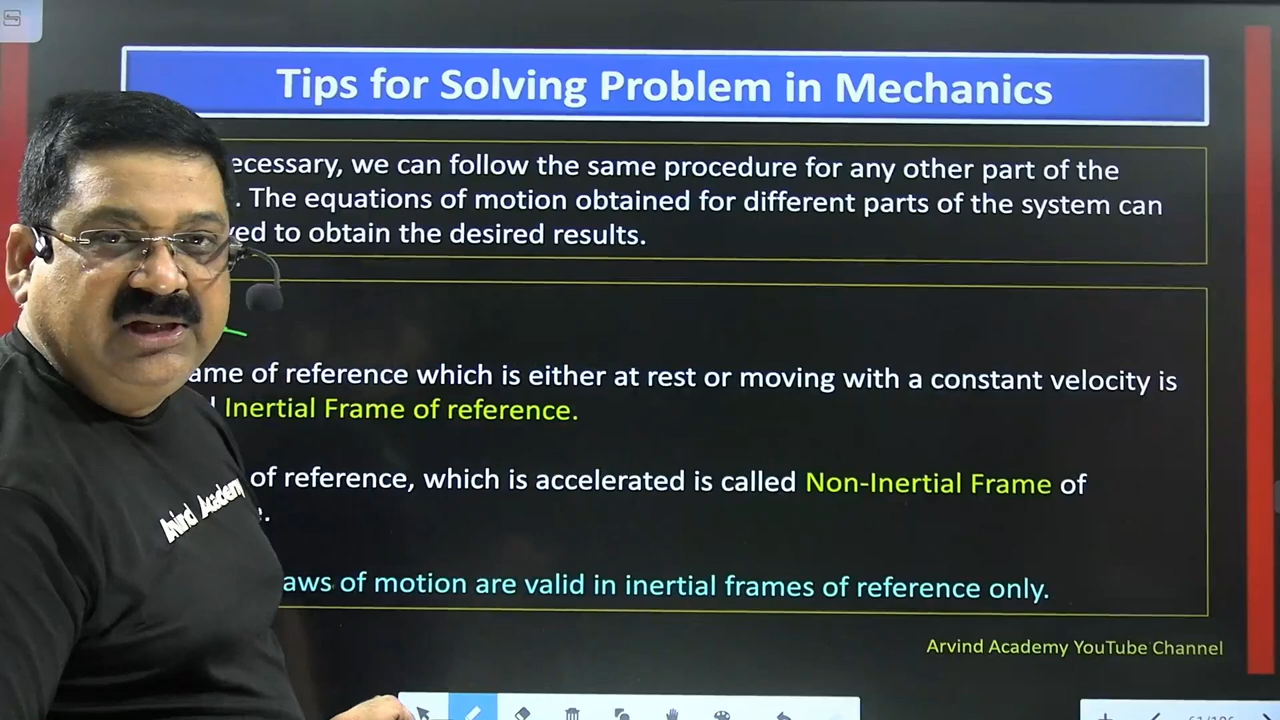 Tips for Solving Problem in Mechanics
ecessary, we can follow the same procedure for any other part of the
. The equations of motion obtained for different parts of the system can
ved to obtain the desired results.
ame of reference which is either at rest or moving with a constant velocity is
Inertial Frame of reference.
of reference, which is accelerated is called Non-Inertial Frame of
e.
aws of motion are valid in inertial frames of reference only.
Arvind Academy
Arvind Academy YouTube Channel